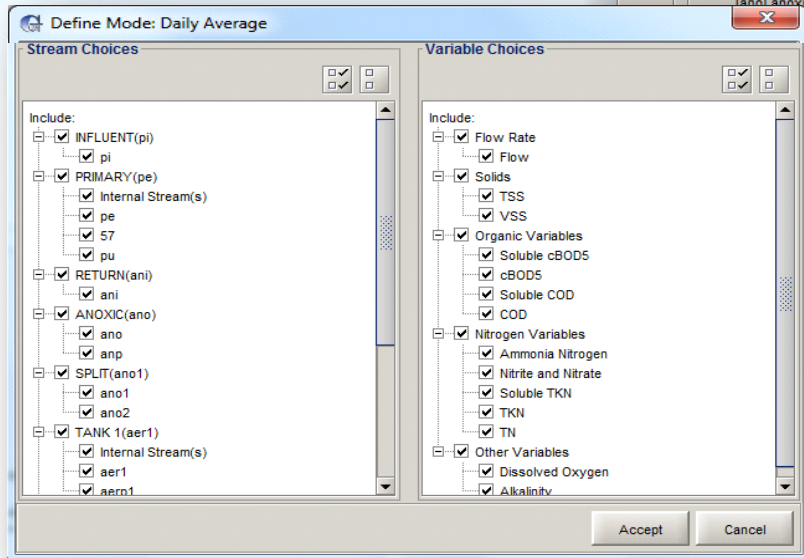 Define Mode: Daily Average
Stream Choices
Include:
INFLUENT(pi)
pi
PRIMARY(pe)
Internal Stream(s)
pe
57
pu
RETURN(ani)
ani
ANOXIC(ano)
ano
anp
SPLIT(ano1)
ano1
ano2
TANK 1(aer1)
Internal Stream(s)
aer1
aerp1
Variable Choices
Include:
Flow Rate
Flow
Solids
TSS
VSS
Organic Variables
Soluble cBOD5
cBOD5
Soluble COD
COD
Nitrogen Variables
Ammonia Nitrogen
Nitrite and Nitrate
Soluble TKN
TKN
TN
Other Variables
Dissolved Oxygen
Alkalinity
Accept
Cancel